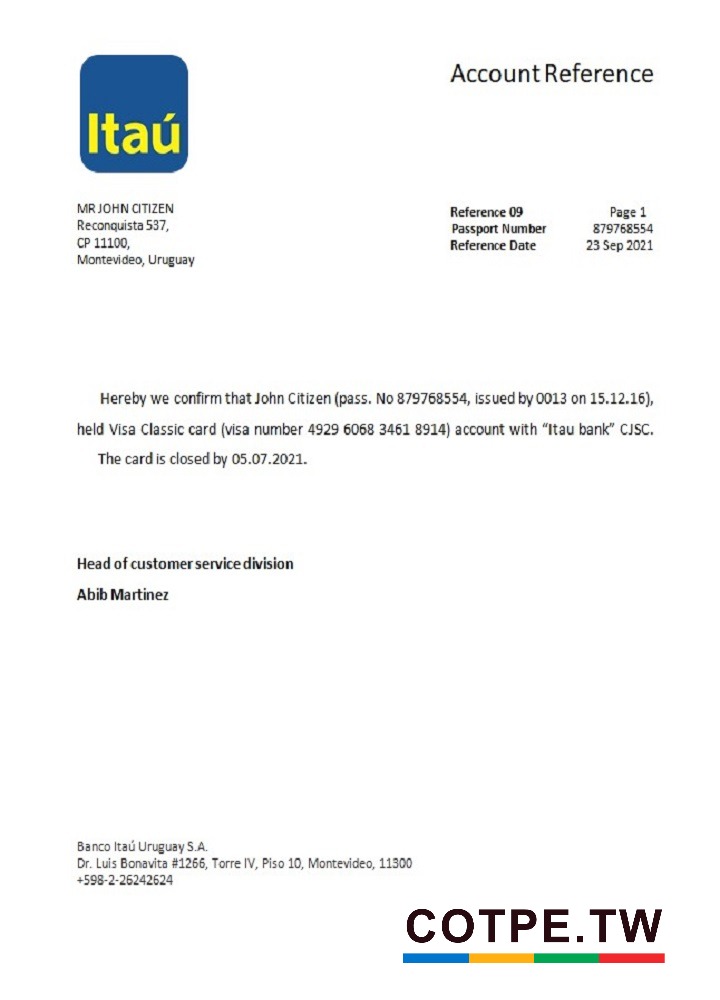 Itaú
Account Reference
MR JOHN CITIZEN
Reconquista 537,
CP 11100,
Montevideo, Uruguay
Reference 09 Page 1
Passport Number 879768554
Reference Date 23 Sep 2021
Hereby we confirm that John Citizen (pass. No 879768554, issued by 0013 on 15.12.16),
held Visa Classic card (visa number 4929 6068 3461 8914) account with “Itau bank” CJSC.
The card is closed by 05.07.2021.
Head of customer service division
Abib Martinez
Banco Itaú Uruguay S.A.
Dr. Luis Bonavita #1266, Torre IV, Piso 10, Montevideo, 11300
+598-2-26242624
COTPE.TW